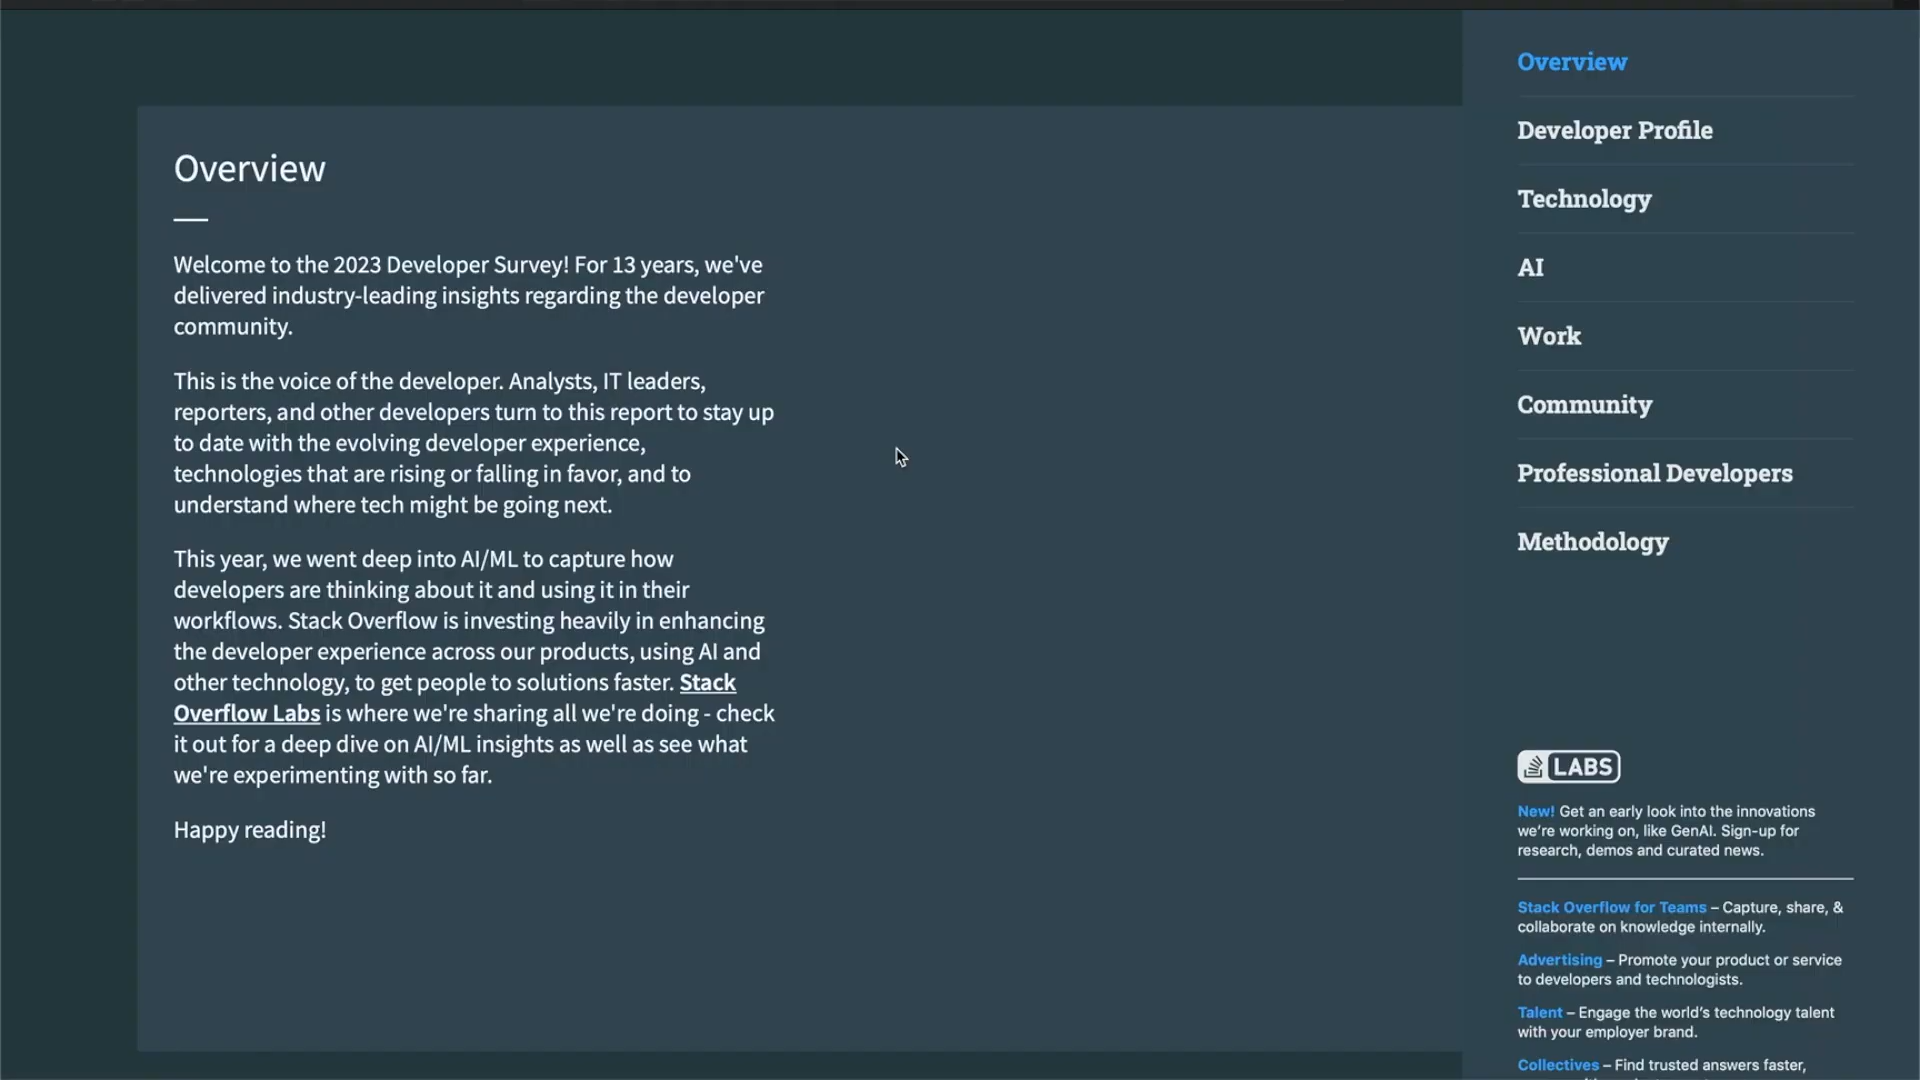 Overview
Welcome to the 2023 Developer Survey! For 13 years, we've
delivered industry-leading insights regarding the developer
community.
This is the voice of the developer. Analysts, IT leaders,
reporters, and other developers turn to this report to stay up
to date with the evolving developer experience,
technologies that are rising or falling in favor, and to
understand where tech might be going next.
This year, we went deep into AI/ML to capture how
developers are thinking about it and using it in their
workflows. Stack Overflow is investing heavily in enhancing
the developer experience across our products, using AI and
other technology, to get people to solutions faster. Stack
Overflow Labs is where we're sharing all we're doing - check
it out for a deep dive on AI/ML insights as well as see what
we're experimenting with so far.
Happy reading!
Overview
Developer Profile
Technology
AI
Work
Community
Professional Developers
Methodology
LABS
New! Get an early look into the innovations
we’re working on, like GenAI. Sign-up for
research, demos and curated news.
Stack Overflow for Teams – Capture, share, &
collaborate on knowledge internally.
Advertising – Promote your product or service
to developers and technologists.
Talent – Engage the world’s technology talent
with your employer brand.
Collectives – Find trusted answers faster,